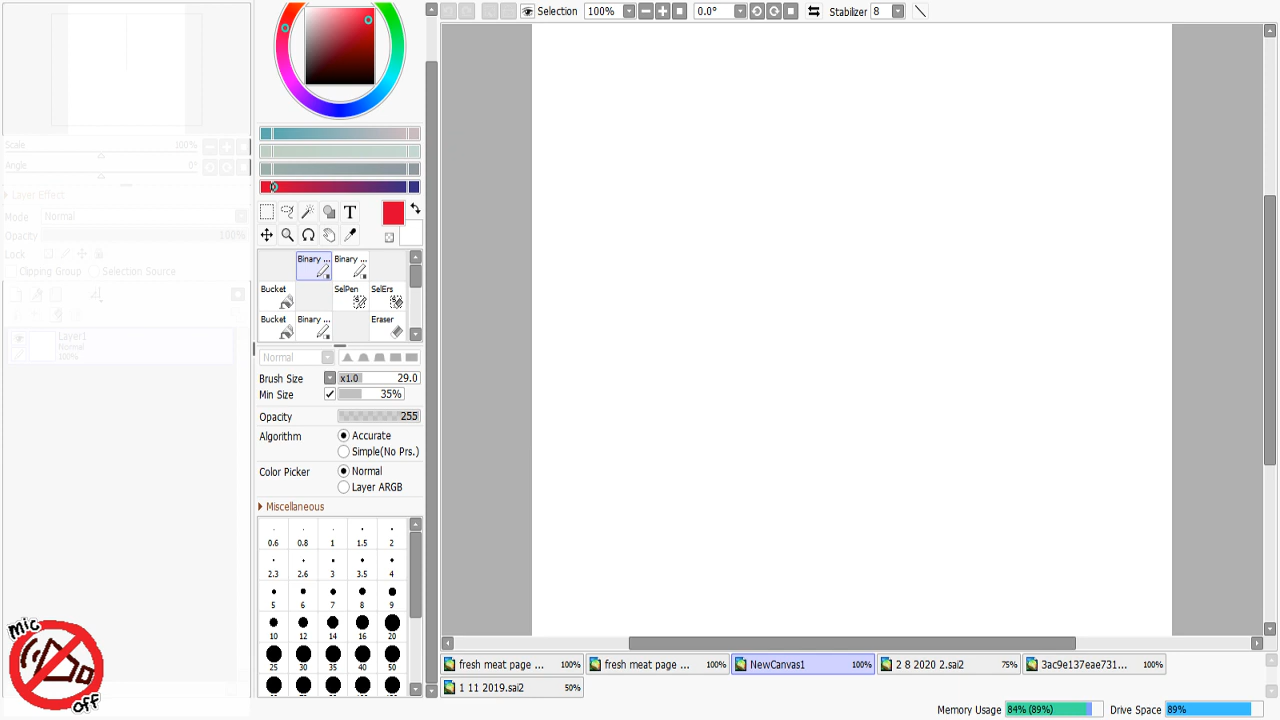 Selection 100% 0.0° Stabilizer 8
Scale 100%
Angle 0°
Layer Effect
Mode Normal
Opacity 100%
Lock
Clipping Group Selection Source
Layer1
Normal
100%
T
Binary ... Binary ...
Bucket SelPen SelErs
Bucket Binary ... Eraser
Normal
Brush Size x1.0 29.0
Min Size 35%
Opacity 255
Algorithm Accurate
Simple(No Prs.)
Color Picker Normal
Layer ARGB
Miscellaneous
0.6 0.8 1 1.5 2
2.3 2.6 3 3.5 4
5 6 7 8 9
10 12 14 16 20
25 30 35 40 50
mic
off
fresh meat page ... 100% fresh meat page ... 100% NewCanvas1 100% 2 8 2020 2.sai2 75% 3ac9e137eae731... 100%
1 11 2019.sai2 50%
Memory Usage 84% (89%) Drive Space 89%